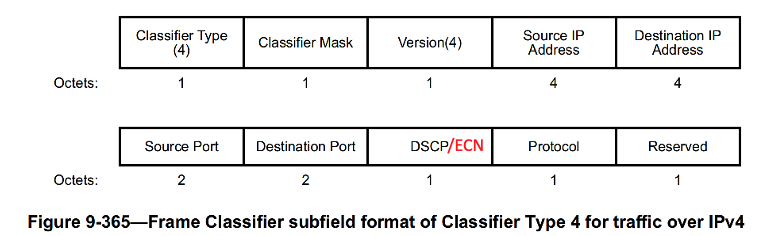 Classifier Type (4) Classifier Mask Version(4) Source IP Address Destination IP Address
Octets: 1 1 1 4 4
Source Port Destination Port DSCP/ECN Protocol Reserved
Octets: 2 2 1 1 1
Figure 9-365—Frame Classifier subfield format of Classifier Type 4 for traffic over IPv4